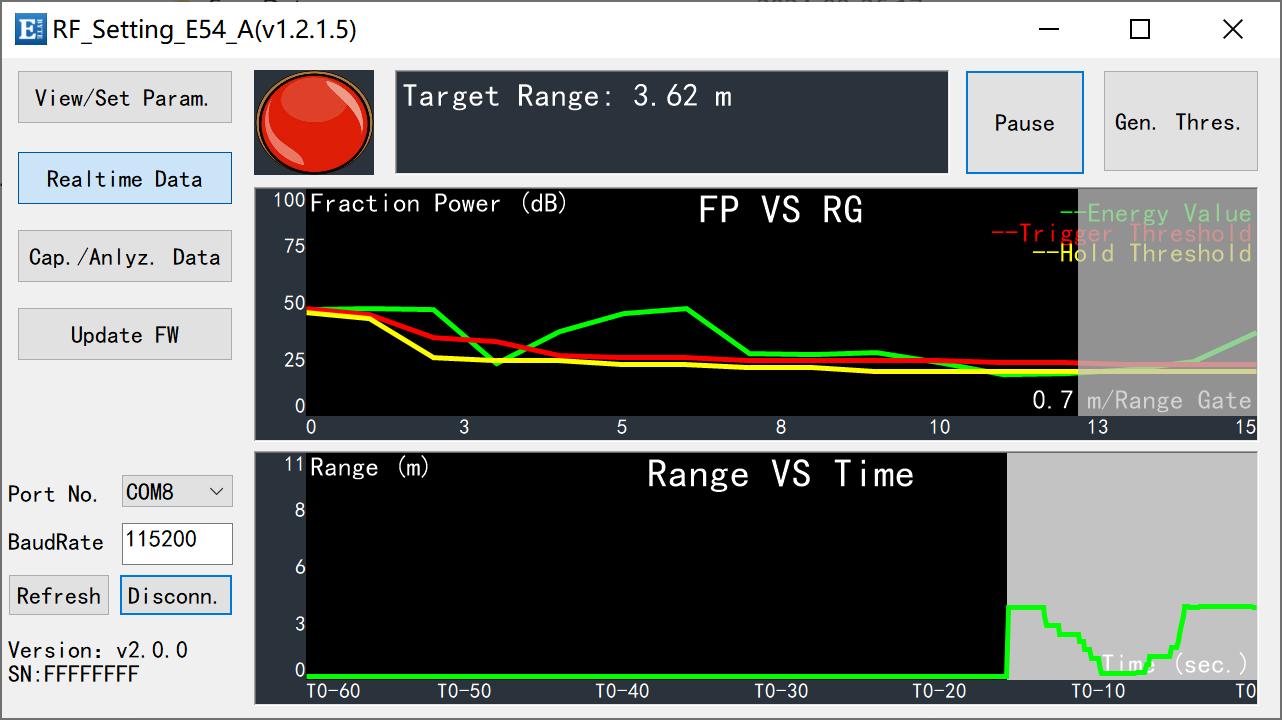 RF_Setting_E54_A(v1.2.1.5)
View/Set Param.
Target Range: 3.62 m
Pause
Gen. Thres.
Realtime Data
Cap./Anlyz. Data
Update FW
100
Fraction Power (dB)
FP VS RG
--Energy Value
--Trigger Threshold
--Hold Threshold
75
50
25
0
0.7 m/Range Gate
0 3 5 8 10 13 15
11
Range (m)
Range VS Time
8
6
3
0
Time (sec.)
T0-60 T0-50 T0-40 T0-30 T0-20 T0-10 T0
Port No. COM8
BaudRate 115200
Refresh Disconn.
Version: v2.0.0
SN:FFFFFFFF